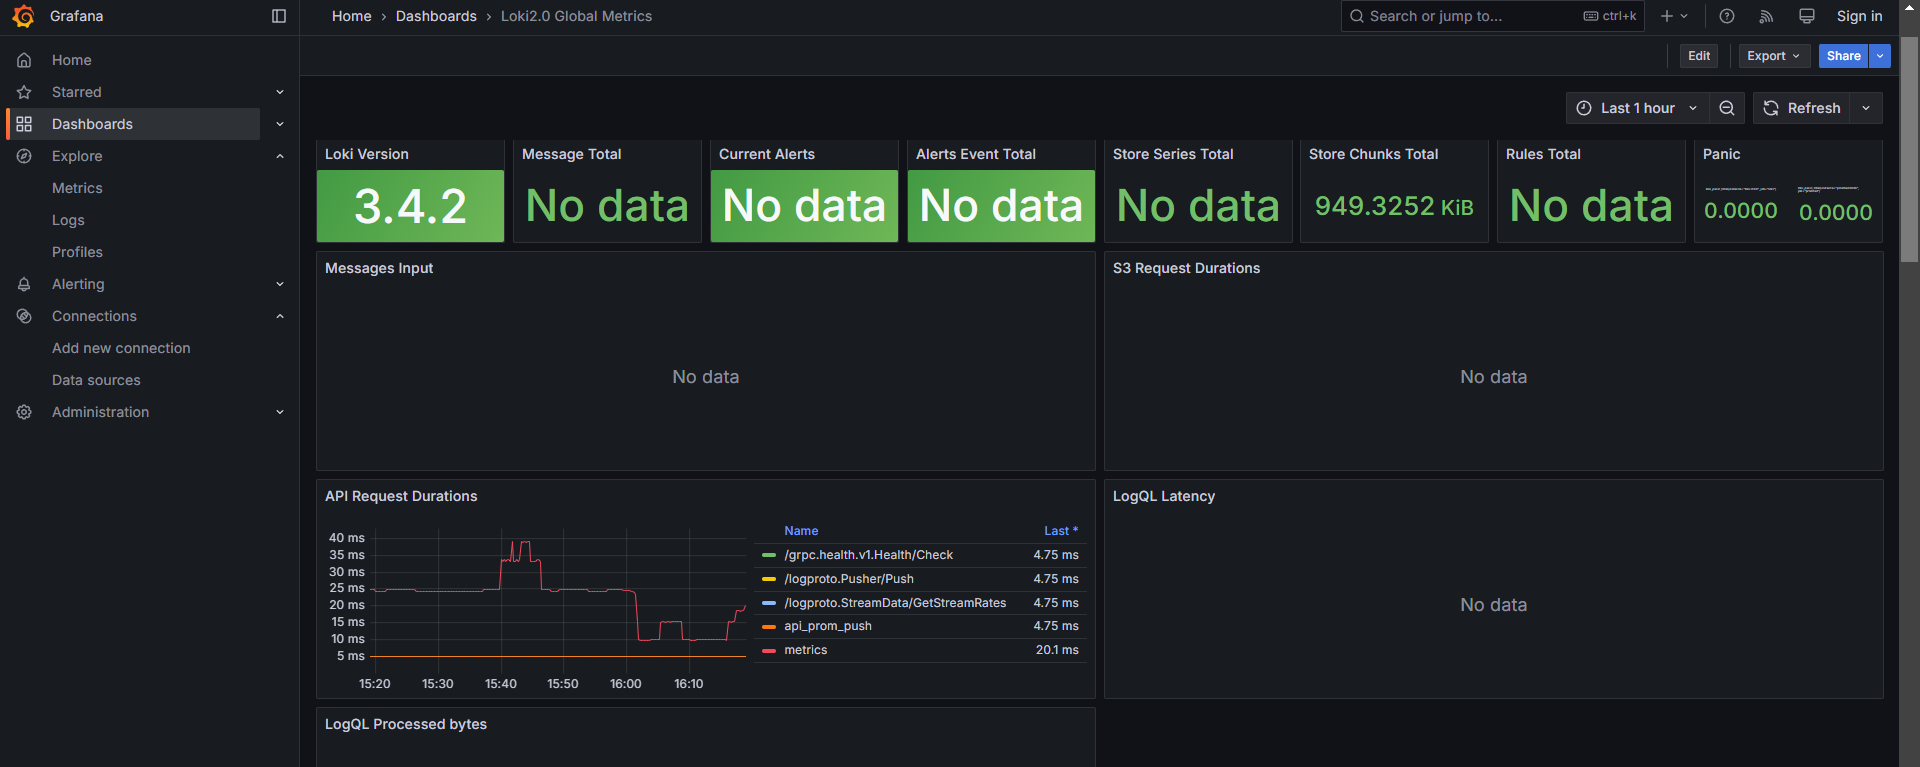 Grafana
Home › Dashboards › Loki2.0 Global Metrics
Search or jump to...
ctrl+k
Sign in
Edit
Export
Share
Home
Starred
Dashboards
Explore
Metrics
Logs
Profiles
Alerting
Connections
Add new connection
Data sources
Administration
Last 1 hour
Refresh
Loki Version
3.4.2
Message Total
No data
Current Alerts
No data
Alerts Event Total
No data
Store Series Total
No data
Store Chunks Total
949.3252 KiB
Rules Total
No data
Panic
0.0000
0.0000
Messages Input
No data
S3 Request Durations
No data
API Request Durations
40 ms
35 ms
30 ms
25 ms
20 ms
15 ms
10 ms
5 ms
15:20 15:30 15:40 15:50 16:00 16:10
Name Last *
/grpc.health.v1.Health/Check 4.75 ms
/logproto.Pusher/Push 4.75 ms
/logproto.StreamData/GetStreamRates 4.75 ms
api_prom_push 4.75 ms
metrics 20.1 ms
LogQL Latency
No data
LogQL Processed bytes